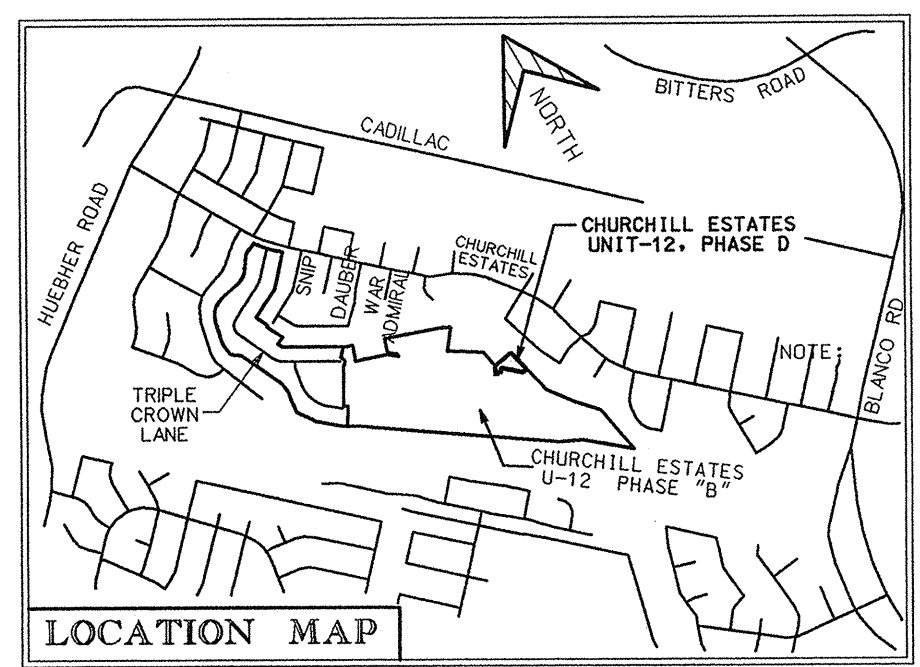 BITTERS ROAD
NORTH
CADILLAC
HUEBHER ROAD
CHURCHILL ESTATES
UNIT-12, PHASE D
CHURCHILL
ESTATES
SNIP
DAUBER
WAR
ADMIRAL
BLANCO RD
NOTE:
TRIPLE
CROWN
LANE
CHURCHILL ESTATES
U-12 PHASE "B"
LOCATION MAP